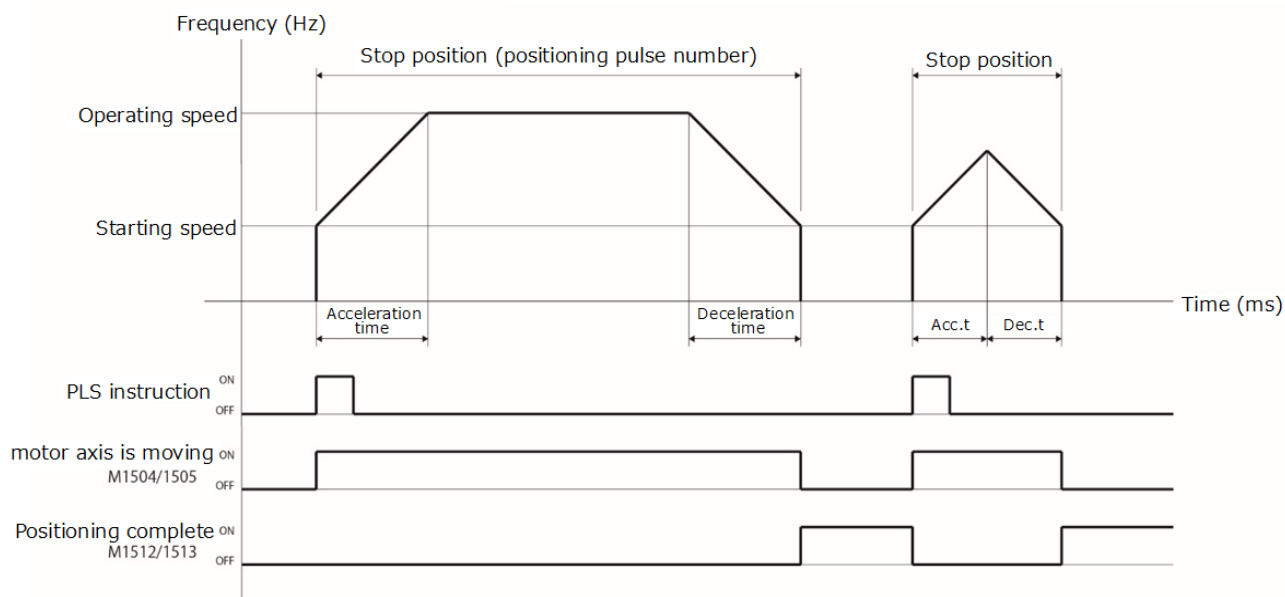 Frequency (Hz)
Stop position (positioning pulse number)
Stop position
Operating speed
Starting speed
Time (ms)
Acceleration
time
Deceleration
time
Acc.t
Dec.t
PLS instruction
ON
OFF
motor axis is moving
M1504/1505
ON
OFF
Positioning complete
M1512/1513
ON
OFF